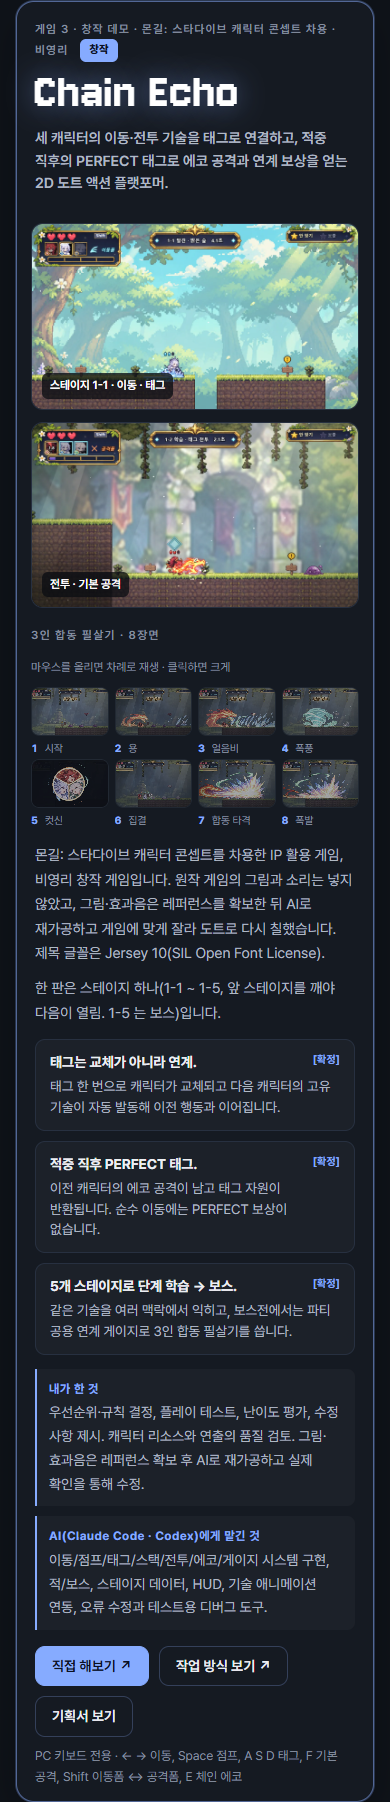 게임 3 · 창작 데모 · 몬길: 스타다이브 캐릭터 콘셉트 차용 ·
비영리 창작
Chain Echo
세 캐릭터의 이동·전투 기술을 태그로 연결하고, 적중
직후의 PERFECT 태그로 에코 공격과 연계 보상을 얻는
2D 도트 액션 플랫포머.
스테이지 1-1 · 이동 · 태그
전투 · 기본 공격
3인 합동 필살기 · 8장면
마우스를 올리면 차례로 재생 · 클릭하면 크게
1 시작 2 용 3 얼음비 4 폭풍
5 컷신 6 집결 7 합동 타격 8 폭발
몬길: 스타다이브 캐릭터 콘셉트를 차용한 IP 활용 게임,
비영리 창작 게임입니다. 원작 게임의 그림과 소리는 넣지
않았고, 그림·효과음은 레퍼런스를 확보한 뒤 AI로
재가공하고 게임에 맞게 잘라 도트로 다시 칠했습니다.
제목 글꼴은 Jersey 10(SIL Open Font License).
한 판은 스테이지 하나(1-1 ~ 1-5, 앞 스테이지를 깨야
다음이 열림. 1-5 는 보스)입니다.
태그는 교체가 아니라 연계. [확정]
태그 한 번으로 캐릭터가 교체되고 다음 캐릭터의 고유
기술이 자동 발동해 이전 행동과 이어집니다.
적중 직후 PERFECT 태그. [확정]
이전 캐릭터의 에코 공격이 남고 태그 자원이
반환됩니다. 순수 이동에는 PERFECT 보상이
없습니다.
5개 스테이지로 단계 학습 → 보스. [확정]
같은 기술을 여러 맥락에서 익히고, 보스전에서는 파티
공용 연계 게이지로 3인 합동 필살기를 씁니다.
내가 한 것
우선순위·규칙 결정, 플레이 테스트, 난이도 평가, 수정
사항 제시. 캐릭터 리소스와 연출의 품질 검토. 그림·
효과음은 레퍼런스 확보 후 AI로 재가공하고 실제
확인을 통해 수정.
AI(Claude Code · Codex)에게 맡긴 것
이동/점프/태그/스택/전투/에코/게이지 시스템 구현,
적/보스, 스테이지 데이터, HUD, 기술 애니메이션
연동, 오류 수정과 테스트용 디버그 도구.
직접 해보기 ↗ 작업 방식 보기 ↗
기획서 보기
PC 키보드 전용 · ← → 이동, Space 점프, A S D 태그, F 기본
공격, Shift 이동폼 ↔ 공격폼, E 체인 에코